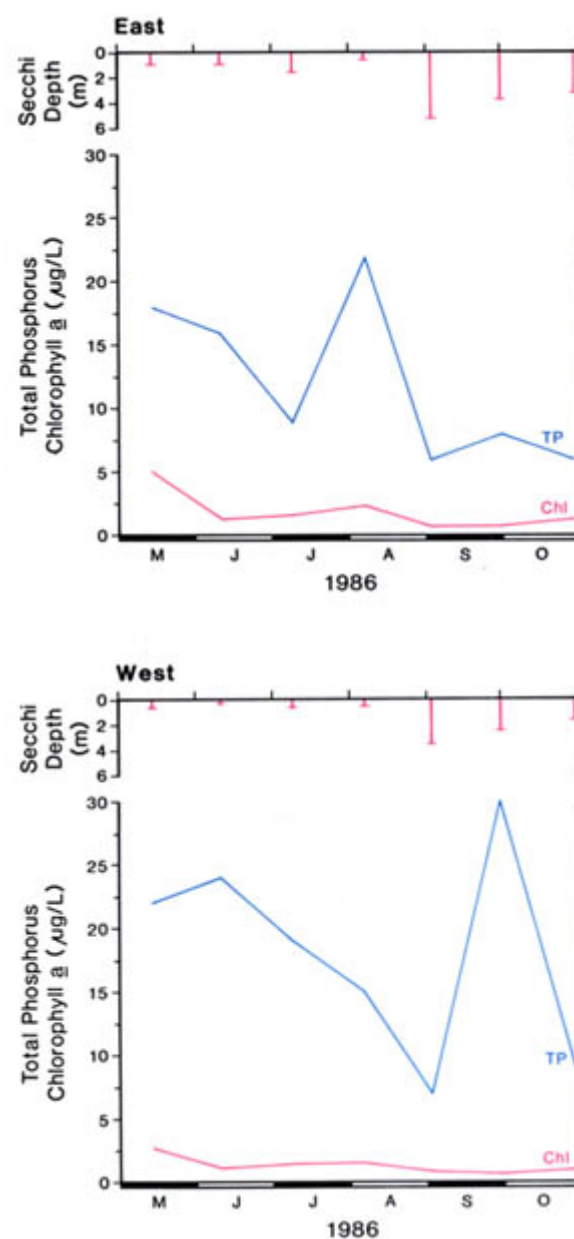 East
Secchi
Depth
(m)
0
2
4
6
Total Phosphorus
Chlorophyll a (µg/L)
30
25
20
15
10
5
0
TP
Chl
M J J A S O
1986
West
Secchi
Depth
(m)
0
2
4
6
Total Phosphorus
Chlorophyll a (µg/L)
30
25
20
15
10
5
0
TP
Chl
M J J A S O
1986